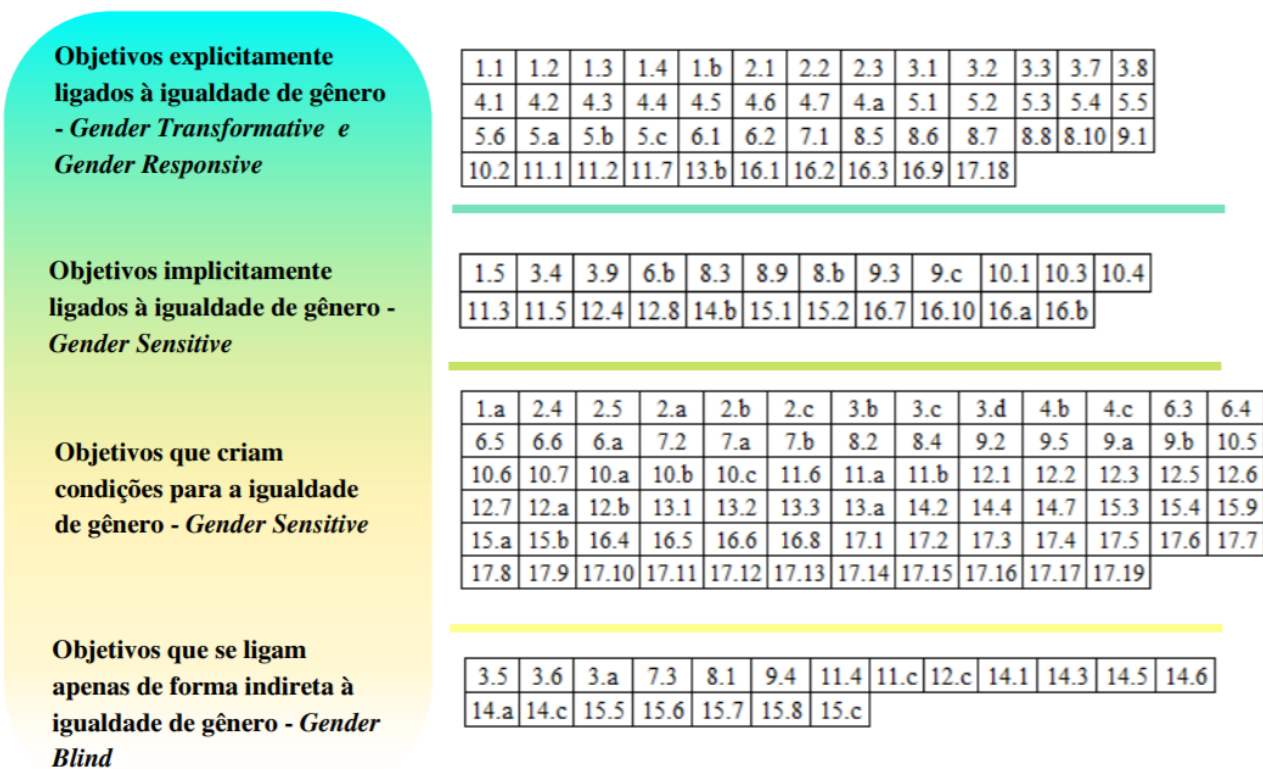 Objetivos explicitamente
ligados à igualdade de gênero
- Gender Transformative e
Gender Responsive
1.1 1.2 1.3 1.4 1.b 2.1 2.2 2.3 3.1 3.2 3.3 3.7 3.8
4.1 4.2 4.3 4.4 4.5 4.6 4.7 4.a 5.1 5.2 5.3 5.4 5.5
5.6 5.a 5.b 5.c 6.1 6.2 7.1 8.5 8.6 8.7 8.8 8.10 9.1
10.2 11.1 11.2 11.7 13.b 16.1 16.2 16.3 16.9 17.18
Objetivos implicitamente
ligados à igualdade de gênero -
Gender Sensitive
1.5 3.4 3.9 6.b 8.3 8.9 8.b 9.3 9.c 10.1 10.3 10.4
11.3 11.5 12.4 12.8 14.b 15.1 15.2 16.7 16.10 16.a 16.b
Objetivos que criam
condições para a igualdade
de gênero - Gender Sensitive
1.a 2.4 2.5 2.a 2.b 2.c 3.b 3.c 3.d 4.b 4.c 6.3 6.4
6.5 6.6 6.a 7.2 7.a 7.b 8.2 8.4 9.2 9.5 9.a 9.b 10.5
10.6 10.7 10.a 10.b 10.c 11.6 11.a 11.b 12.1 12.2 12.3 12.5 12.6
12.7 12.a 12.b 13.1 13.2 13.3 13.a 14.2 14.4 14.7 15.3 15.4 15.9
15.a 15.b 16.4 16.5 16.6 16.8 17.1 17.2 17.3 17.4 17.5 17.6 17.7
17.8 17.9 17.10 17.11 17.12 17.13 17.14 17.15 17.16 17.17 17.19
Objetivos que se ligam
apenas de forma indireta à
igualdade de gênero - Gender
Blind
3.5 3.6 3.a 7.3 8.1 9.4 11.4 11.c 12.c 14.1 14.3 14.5 14.6
14.a 14.c 15.5 15.6 15.7 15.8 15.c